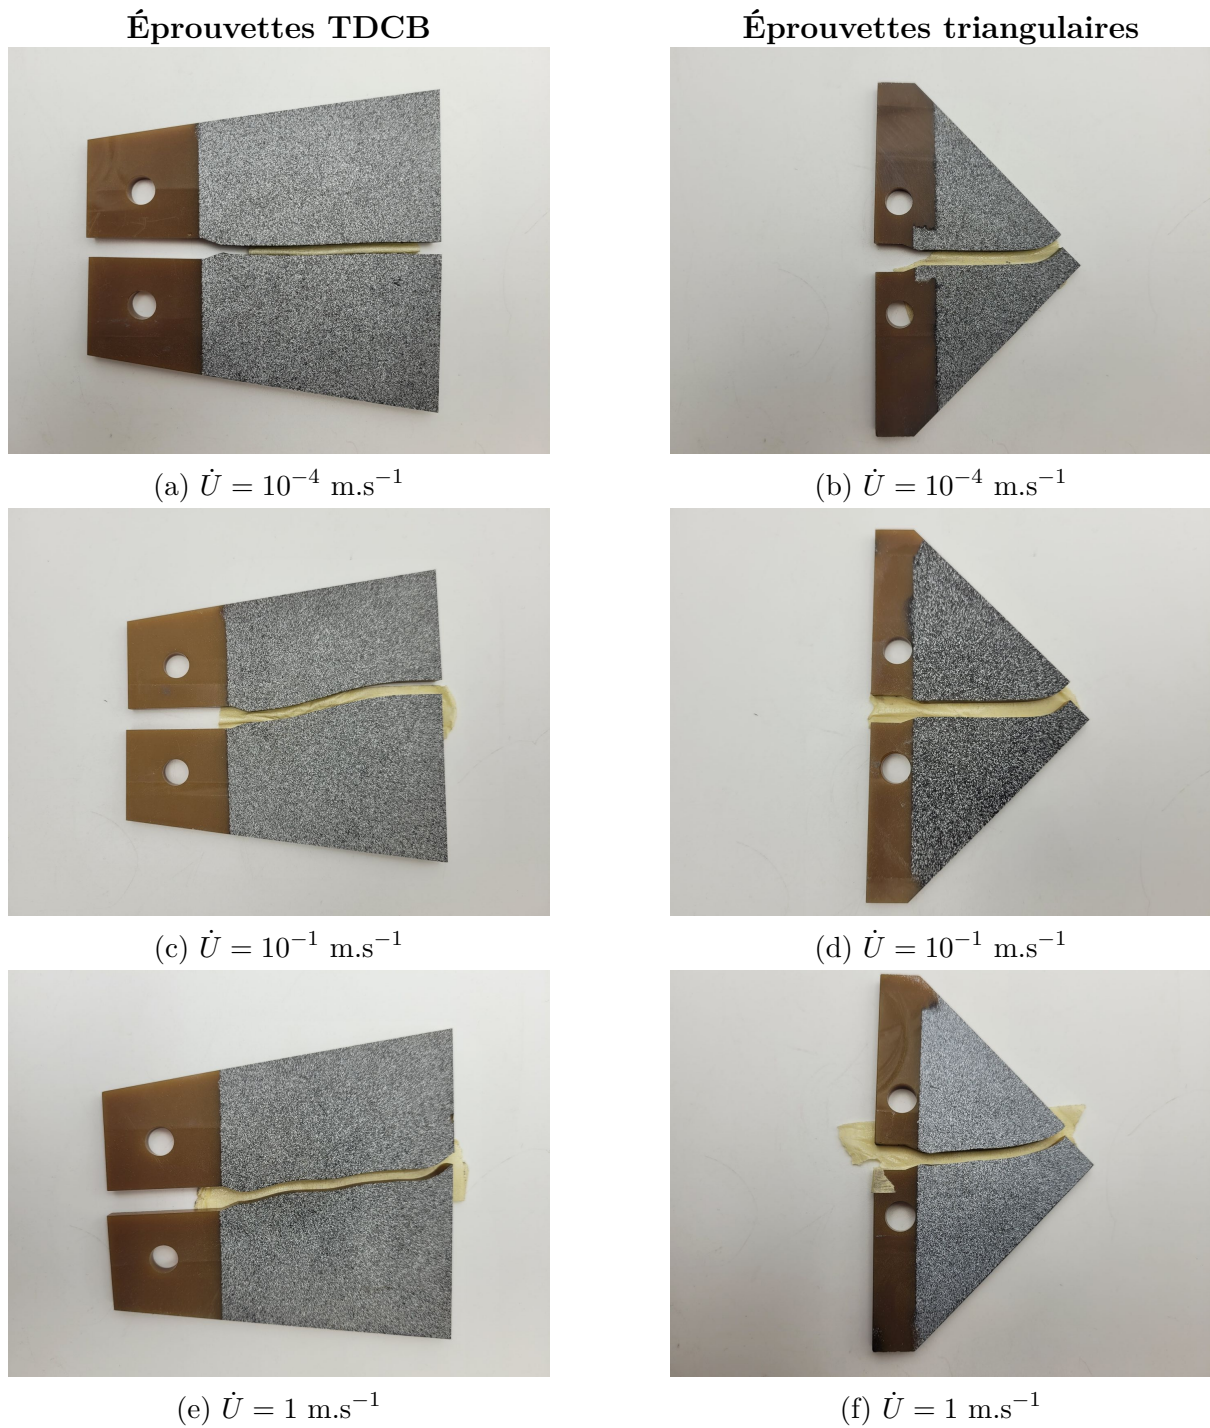 Éprouvettes TDCB
Éprouvettes triangulaires
(a) U̇ = 10⁻⁴ m.s⁻¹
(b) U̇ = 10⁻⁴ m.s⁻¹
(c) U̇ = 10⁻¹ m.s⁻¹
(d) U̇ = 10⁻¹ m.s⁻¹
(e) U̇ = 1 m.s⁻¹
(f) U̇ = 1 m.s⁻¹